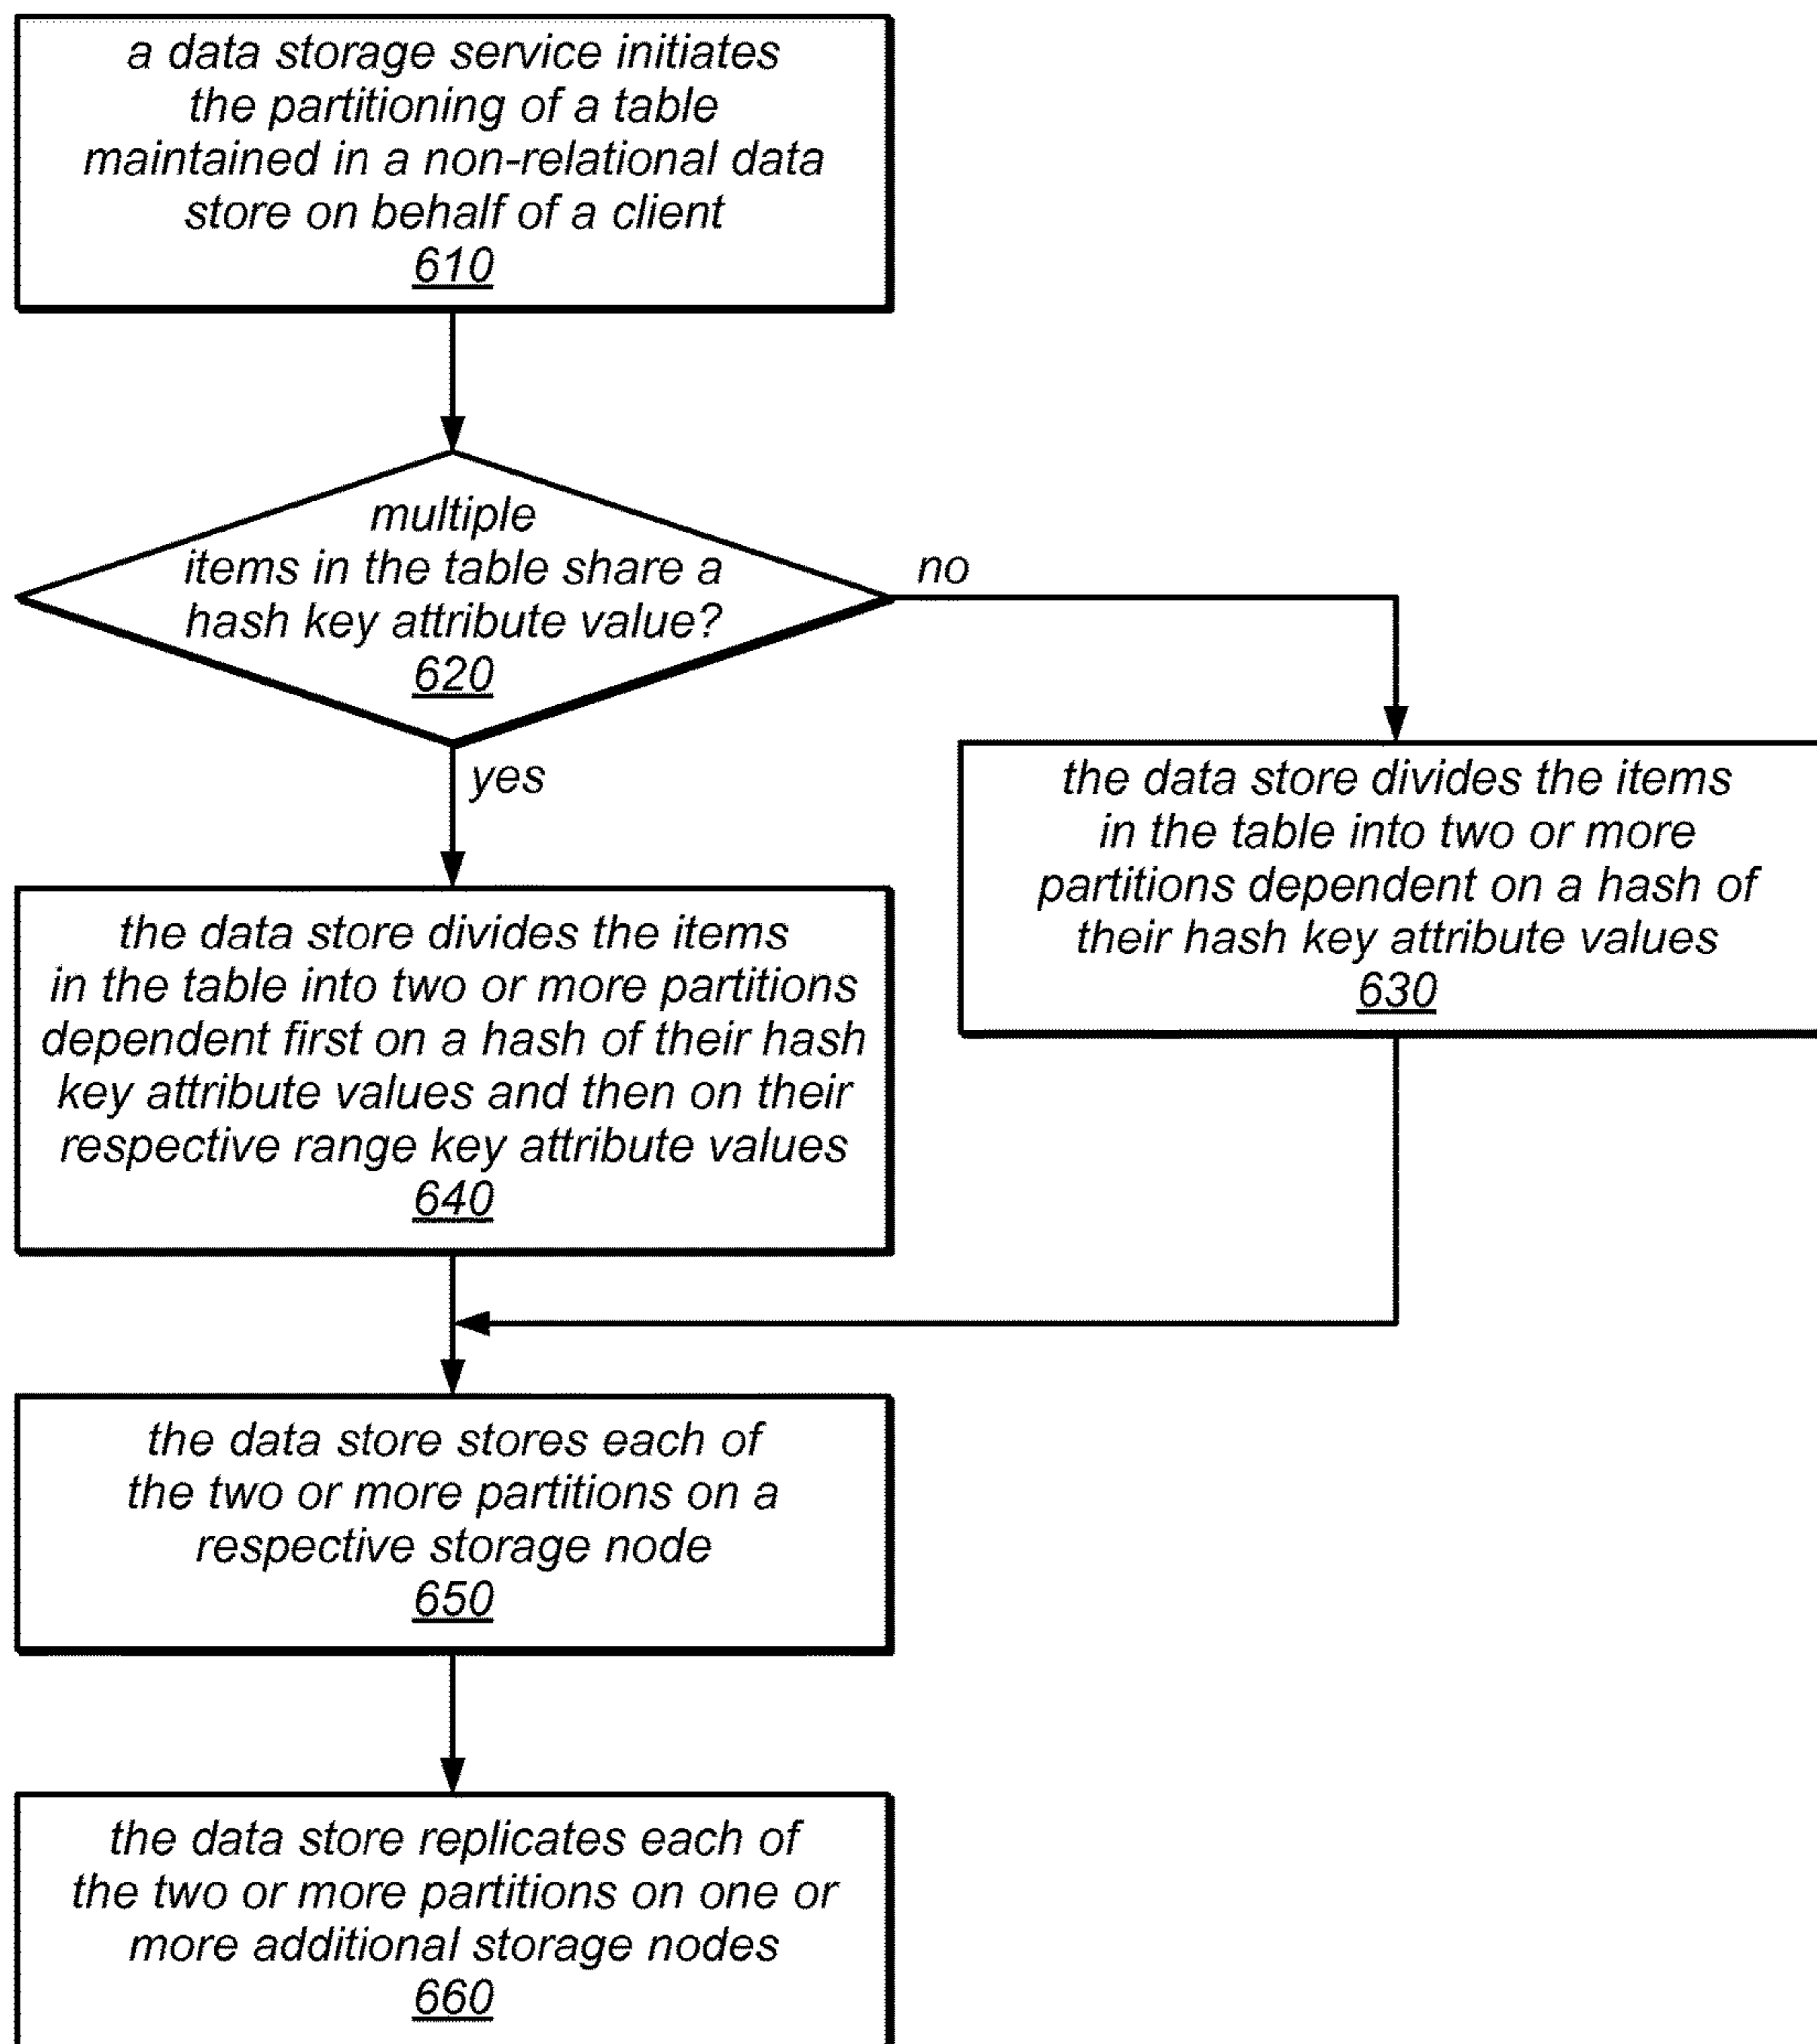 a data storage service initiates
the partitioning of a table
maintained in a non-relational data
store on behalf of a client
610
multiple
items in the table share a
hash key attribute value?
620
no
yes
the data store divides the items
in the table into two or more
partitions dependent on a hash of
their hash key attribute values
630
the data store divides the items
in the table into two or more partitions
dependent first on a hash of their hash
key attribute values and then on their
respective range key attribute values
640
the data store stores each of
the two or more partitions on a
respective storage node
650
the data store replicates each of
the two or more partitions on one or
more additional storage nodes
660